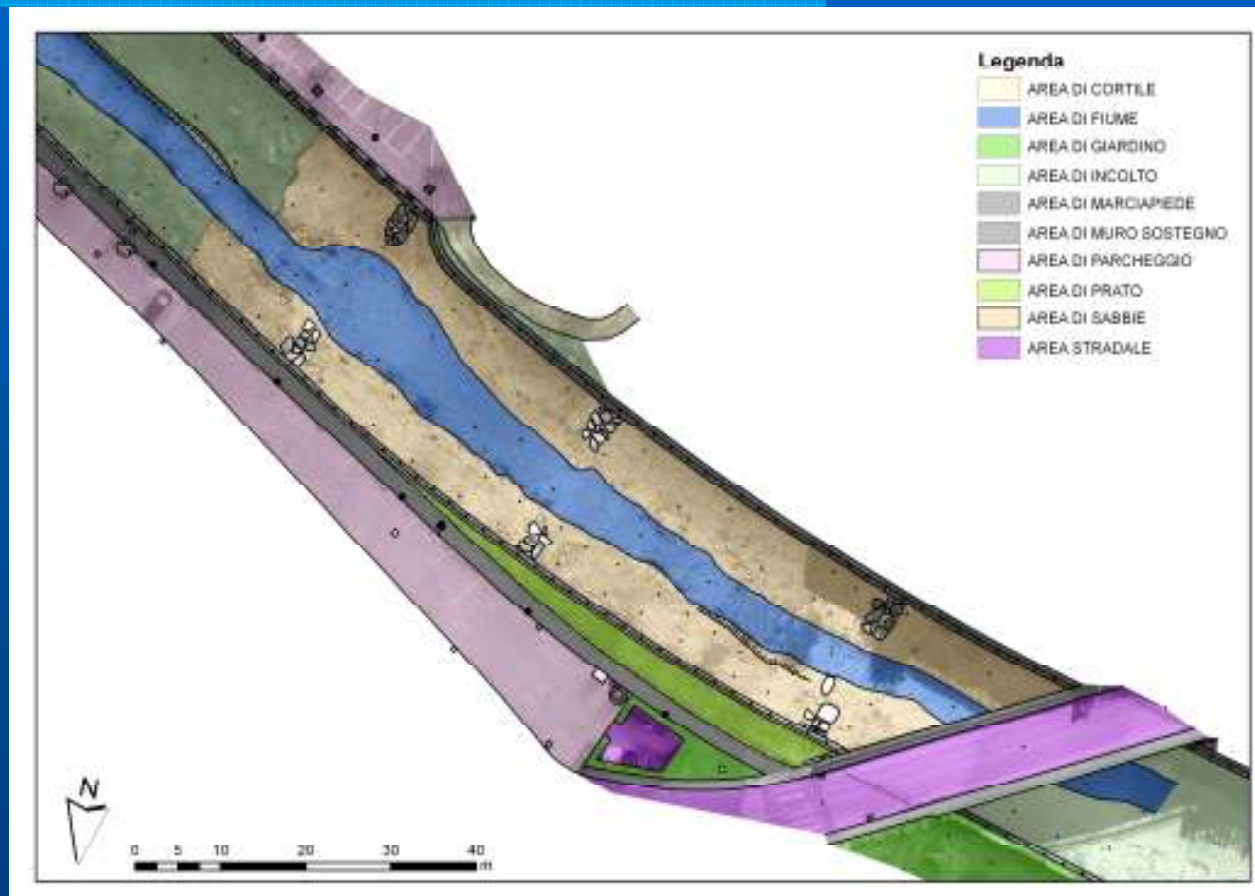 Legenda
AREA DI CORTILE
AREA DI FIUME
AREA DI GIARDINO
AREA DI INCOLTO
AREA DI MARCIAPIEDE
AREA DI MURO SOSTEGNO
AREA DI PARCHEGGIO
AREA DI PRATO
AREA DI SABBIE
AREA STRADALE
N
0 5 10 20 30 40
m